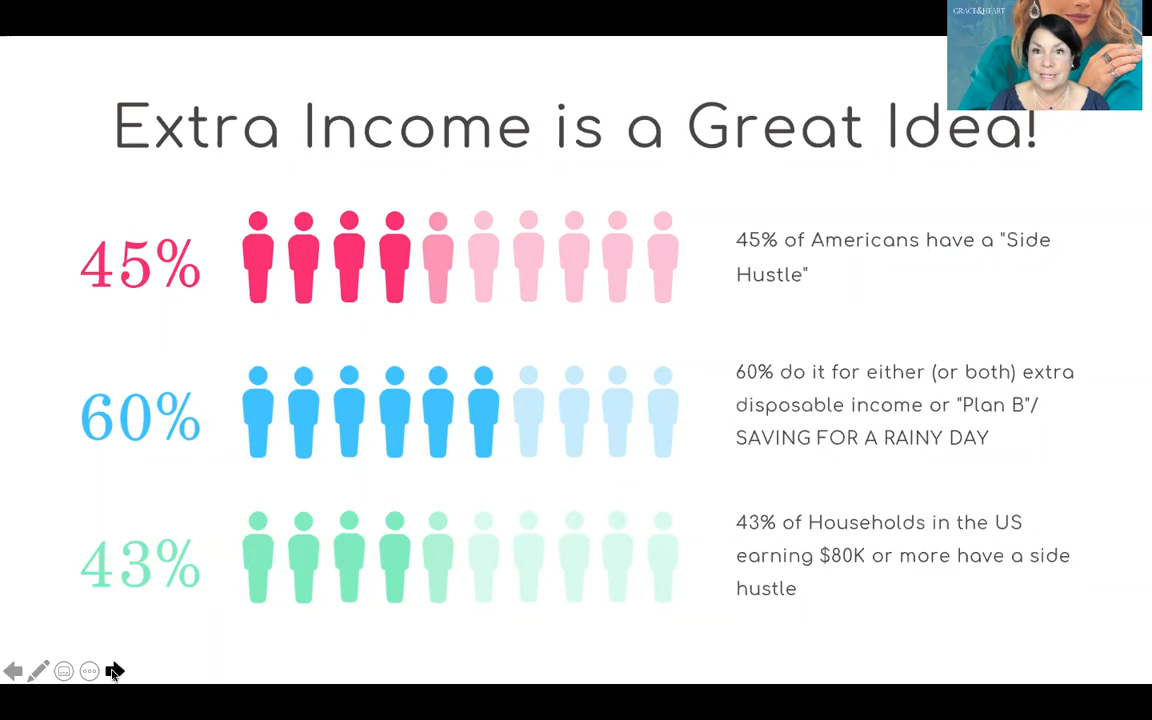 GRACE&HEART
Extra Income is a Great Idea!
45%
45% of Americans have a "Side
Hustle"
60%
60% do it for either (or both) extra
disposable income or "Plan B"/
SAVING FOR A RAINY DAY
43%
43% of Households in the US
earning $80K or more have a side
hustle